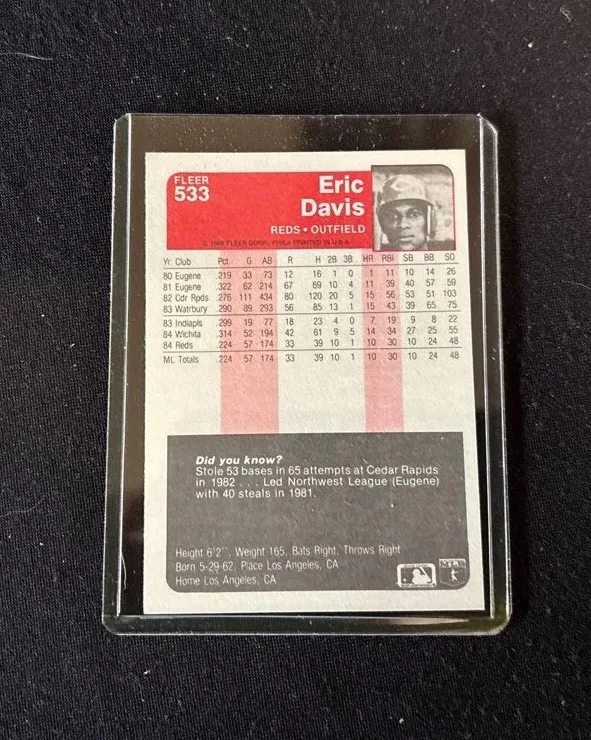 FLEER
533
Eric
Davis
REDS • OUTFIELD
FLEER CORP. PHILA PRINTED IN U.S.A.
Yr. Club Pct. G AB R H 2B 3B HR RBI SB BB SO
80 Eugene .219 33 73 12 16 1 0 1 11 10 14 26
81 Eugene .322 62 214 67 69 10 4 11 39 40 57 59
82 Cdr Rpds .276 111 434 80 120 20 5 15 56 53 51 103
83 Watrbury .290 89 293 56 85 13 1 15 43 39 65 75
83 Indiapls .299 19 77 18 23 4 0 7 19 9 8 22
84 Wichita .314 52 194 42 61 9 5 14 34 27 25 55
84 Reds .224 57 174 33 39 10 1 10 30 10 24 48
ML Totals .224 57 174 33 39 10 1 10 30 10 24 48
Did you know?
Stole 53 bases in 65 attempts at Cedar Rapids
in 1982 . . . Led Northwest League (Eugene)
with 40 steals in 1981.
Height 6'2". Weight 165, Bats Right, Throws Right
Born 5-29-62, Place Los Angeles, CA
Home Los Angeles, CA